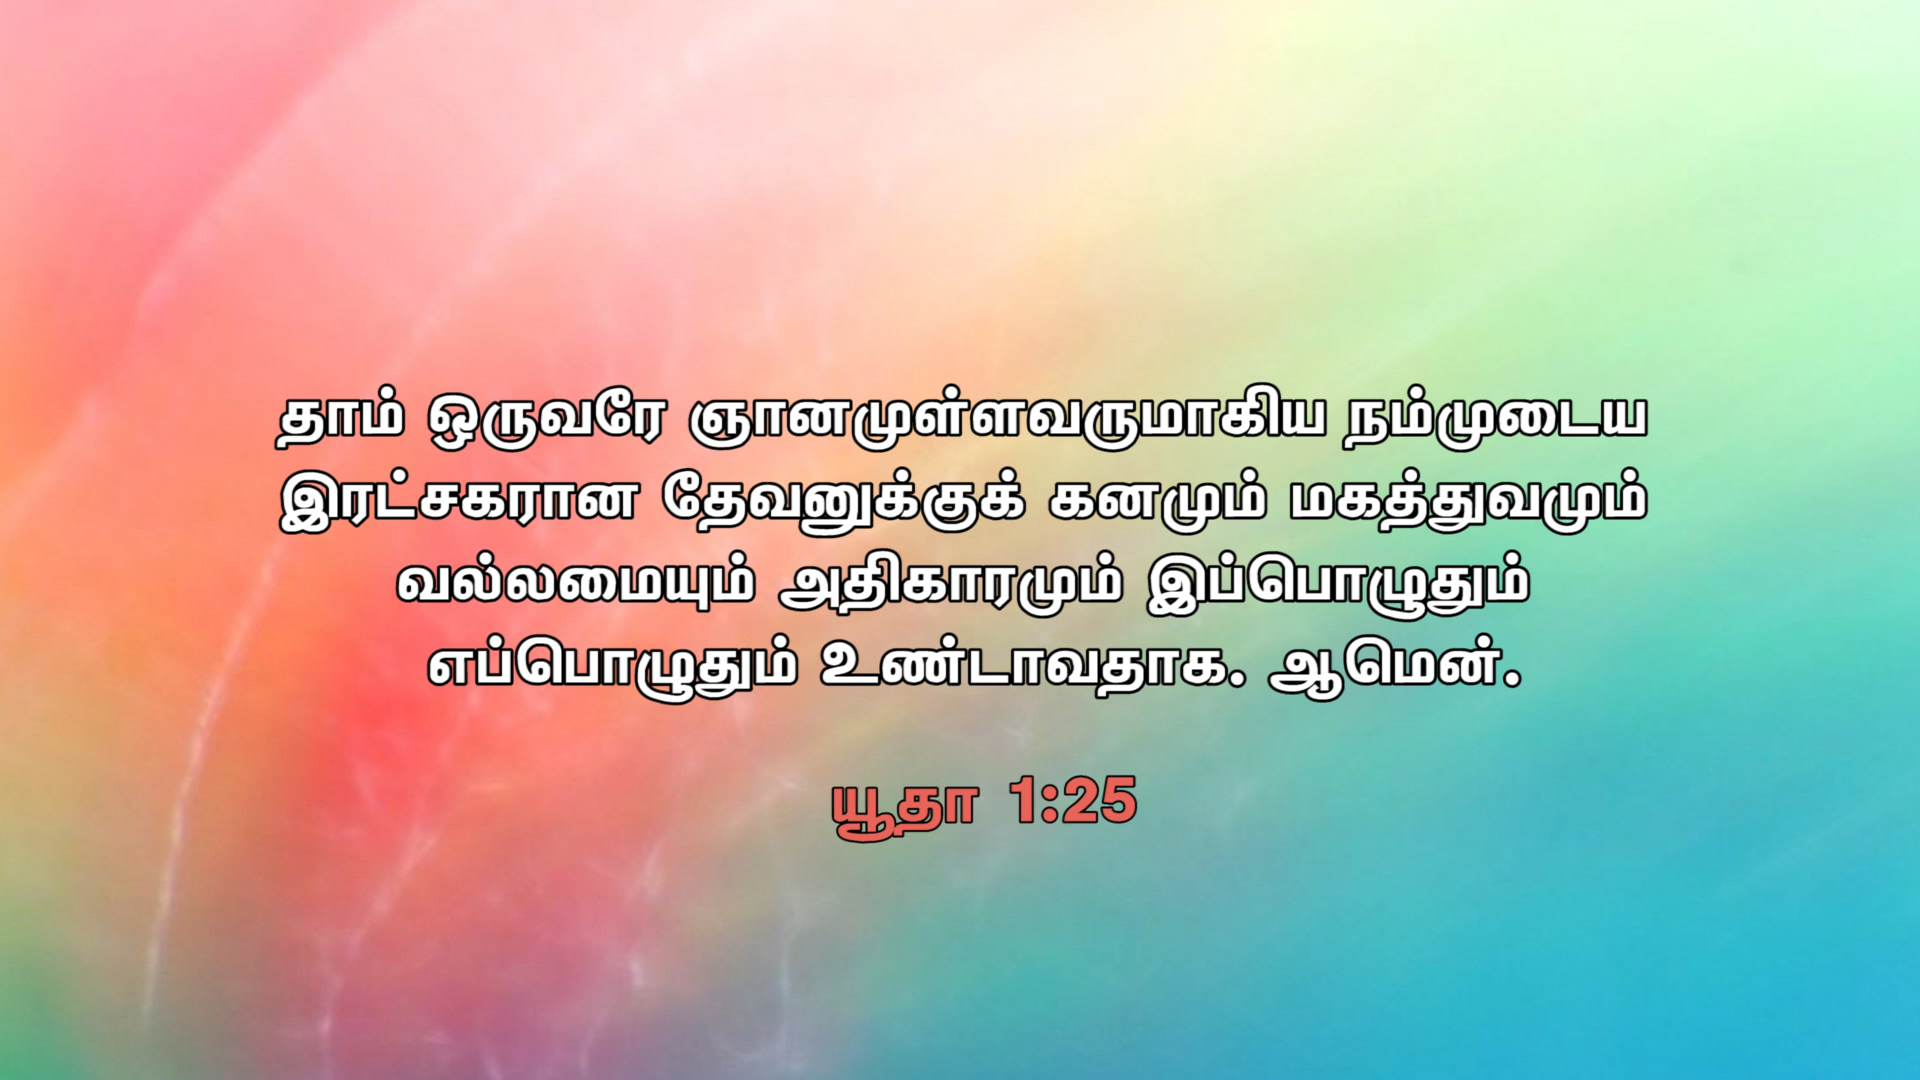 தாம் ஒருவரே ஞானமுள்ளவருமாகிய நம்முடைய
இரட்சகரான தேவனுக்குக் கனமும் மகத்துவமும்
வல்லமையும் அதிகாரமும் இப்பொழுதும்
எப்பொழுதும் உண்டாவதாக. ஆமென்.
யூதா 1:25